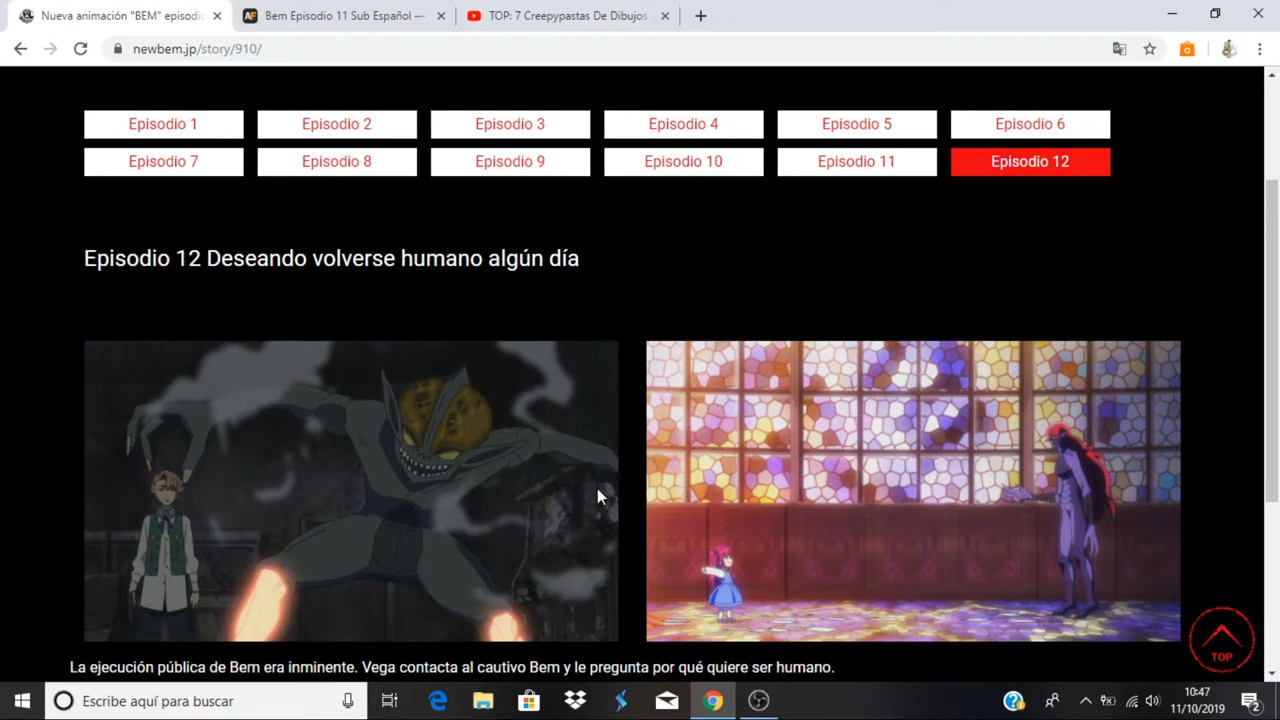 Nueva animación "BEM" episodi
Bem Episodio 11 Sub Español —
TOP: 7 Creepypastas De Dibujos
newbem.jp/story/910/
Episodio 1
Episodio 2
Episodio 3
Episodio 4
Episodio 5
Episodio 6
Episodio 7
Episodio 8
Episodio 9
Episodio 10
Episodio 11
Episodio 12
Episodio 12 Deseando volverse humano algún día
TOP
La ejecución pública de Bem era inminente. Vega contacta al cautivo Bem y le pregunta por qué quiere ser humano.
Escribe aquí para buscar
10:47
11/10/2019
2